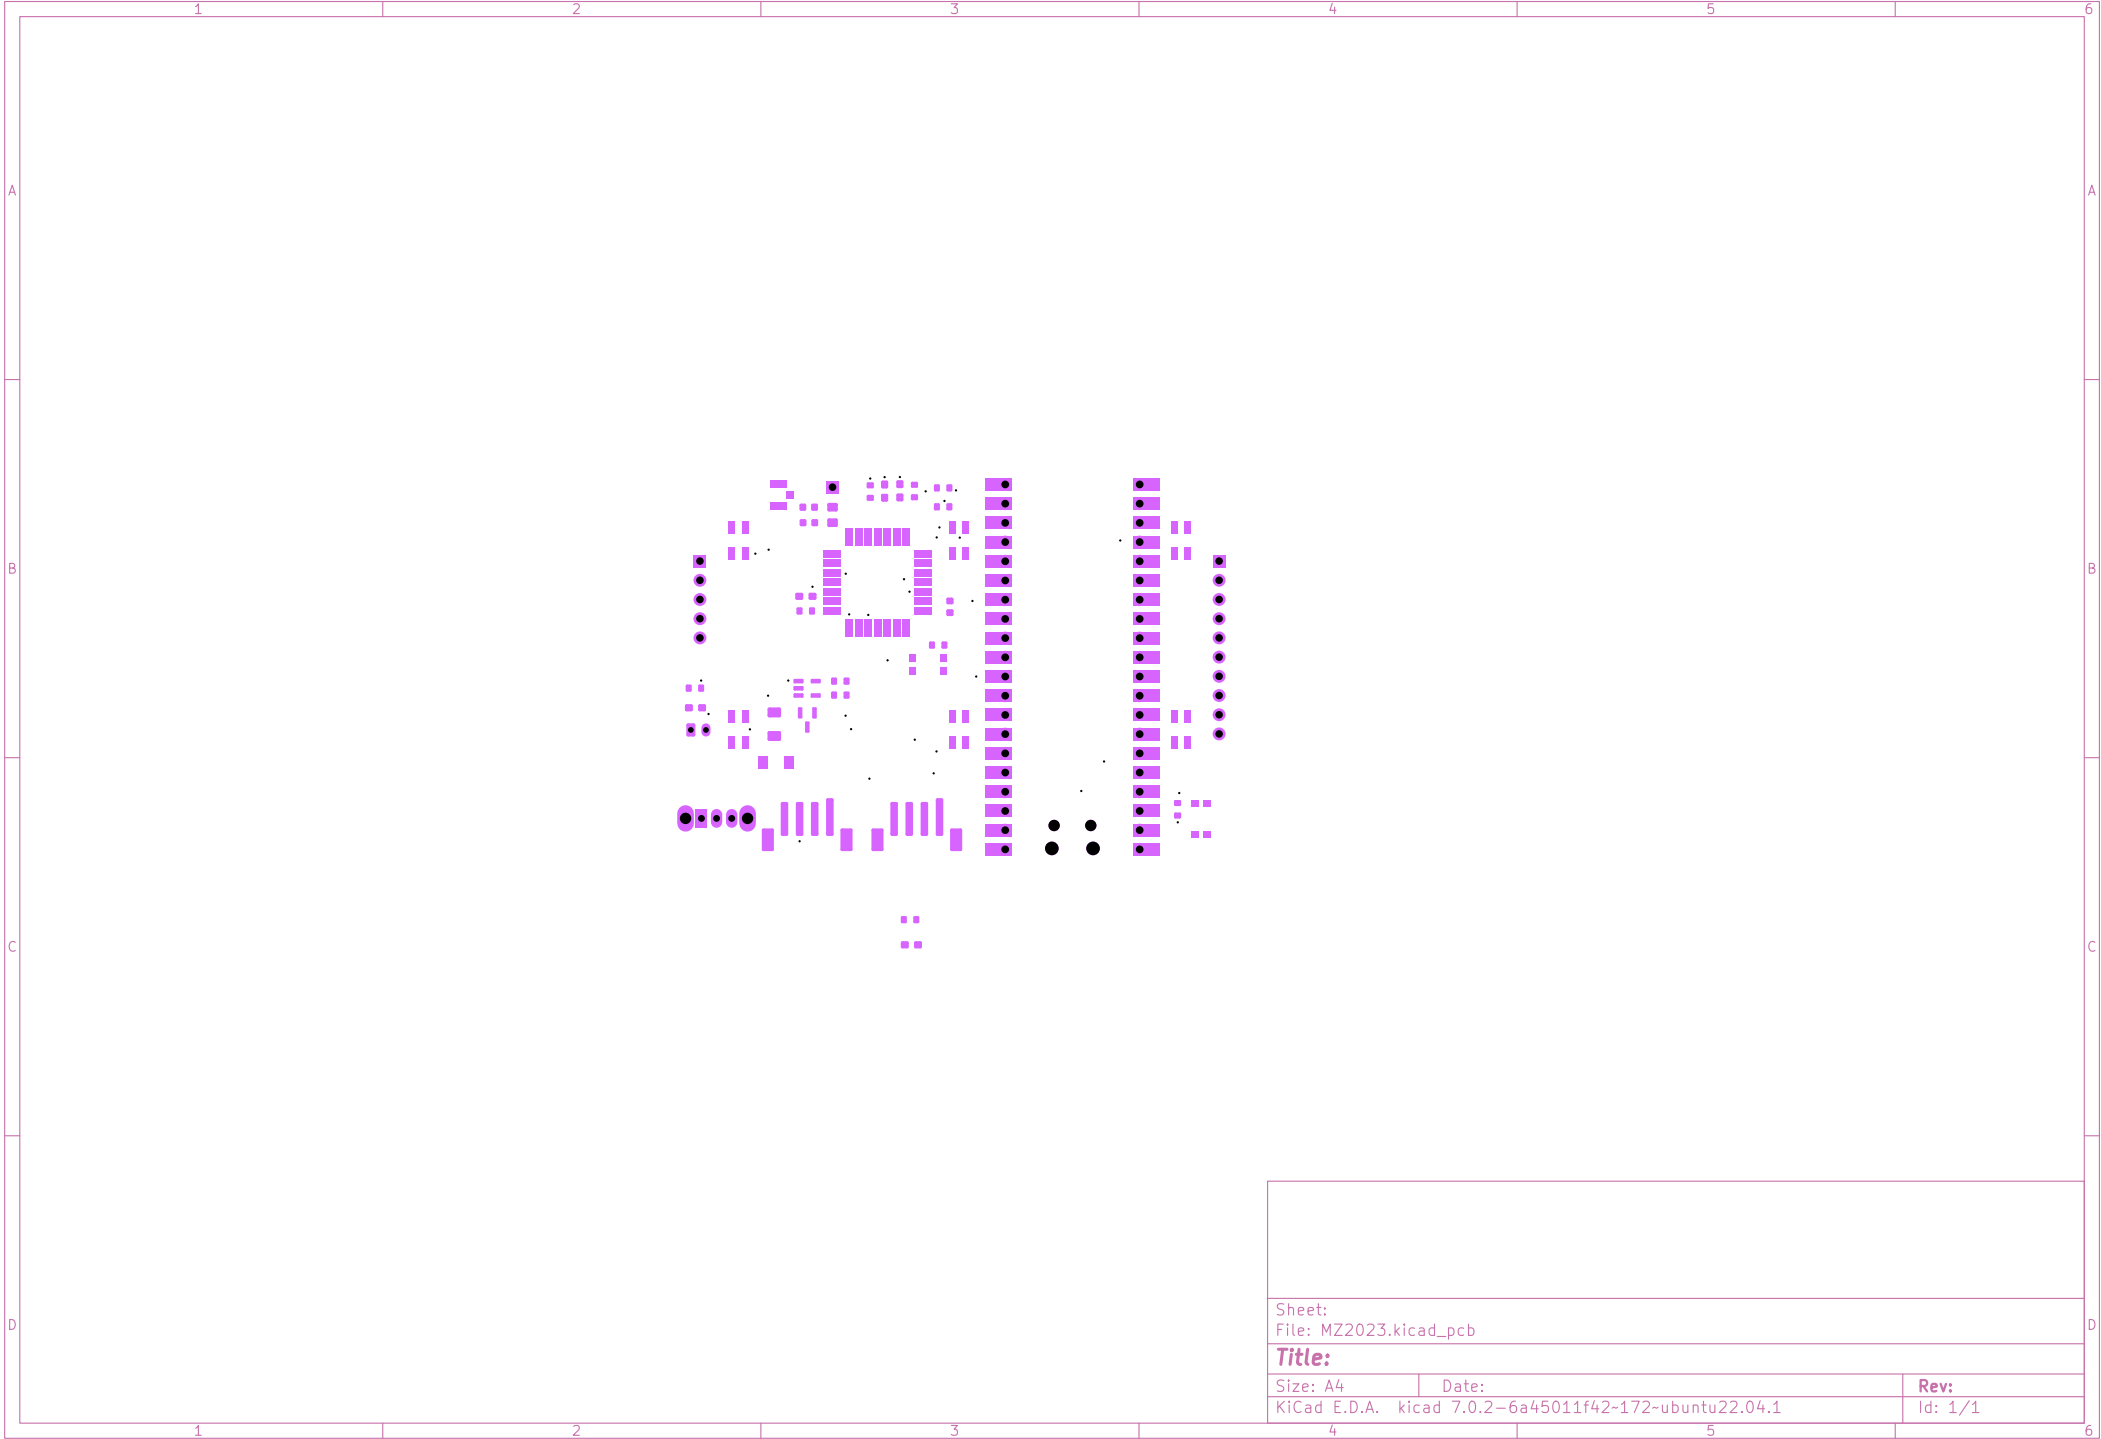 1 2 3 4 5 6
A A
B B
C C
D D
Sheet:
File: MZ2023.kicad_pcb
Title:
Size: A4 Date: Rev:
KiCad E.D.A. kicad 7.0.2-6a45011f42~172~ubuntu22.04.1 Id: 1/1
1 2 3 4 5 6